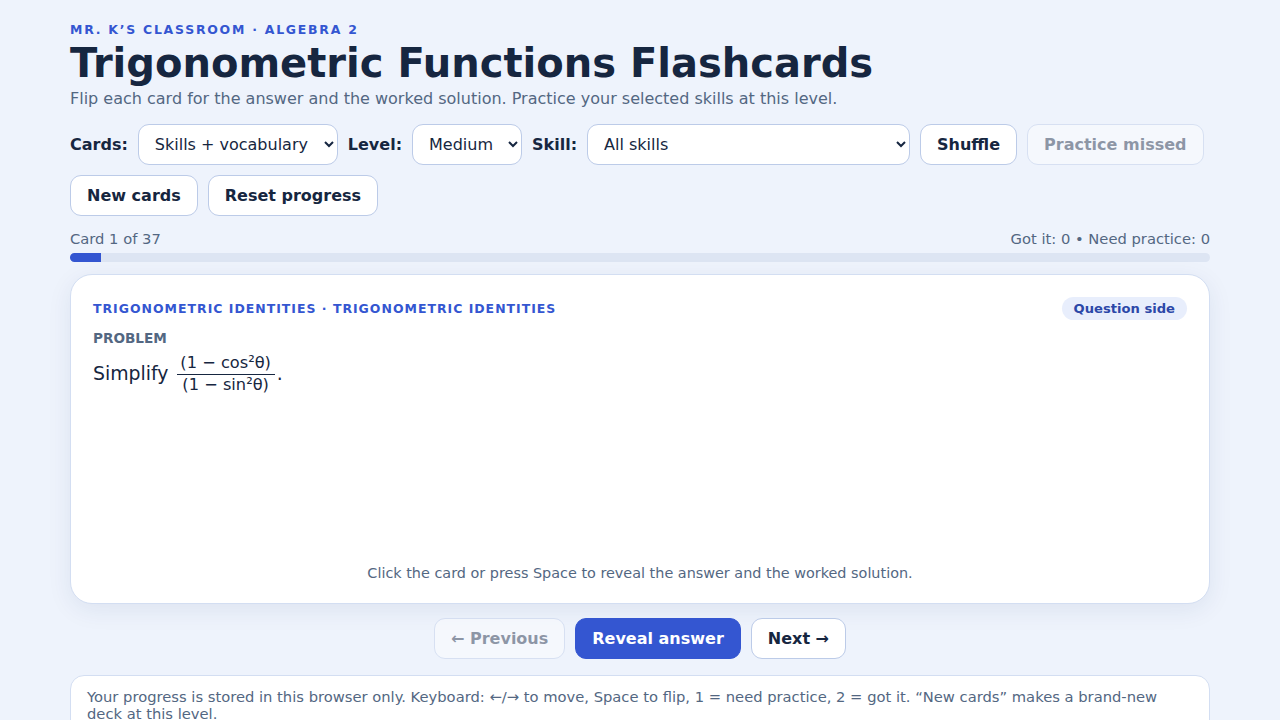 MR. K’S CLASSROOM · ALGEBRA 2
Trigonometric Functions Flashcards
Flip each card for the answer and the worked solution. Practice your selected skills at this level.
Cards: Skills + vocabulary Level: Medium Skill: All skills Shuffle Practice missed
New cards Reset progress
Card 1 of 37 Got it: 0 • Need practice: 0
TRIGONOMETRIC IDENTITIES · TRIGONOMETRIC IDENTITIES Question side
PROBLEM
Simplify (1 − cos²θ)/(1 − sin²θ).
Click the card or press Space to reveal the answer and the worked solution.
← Previous Reveal answer Next →
Your progress is stored in this browser only. Keyboard: ←/→ to move, Space to flip, 1 = need practice, 2 = got it. “New cards” makes a brand-new
deck at this level.